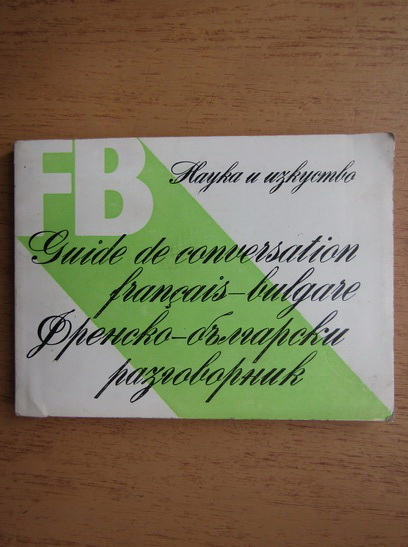 FB
Наука и изкуство
Guide de conversation
français-bulgare
Френско-български
разговорник